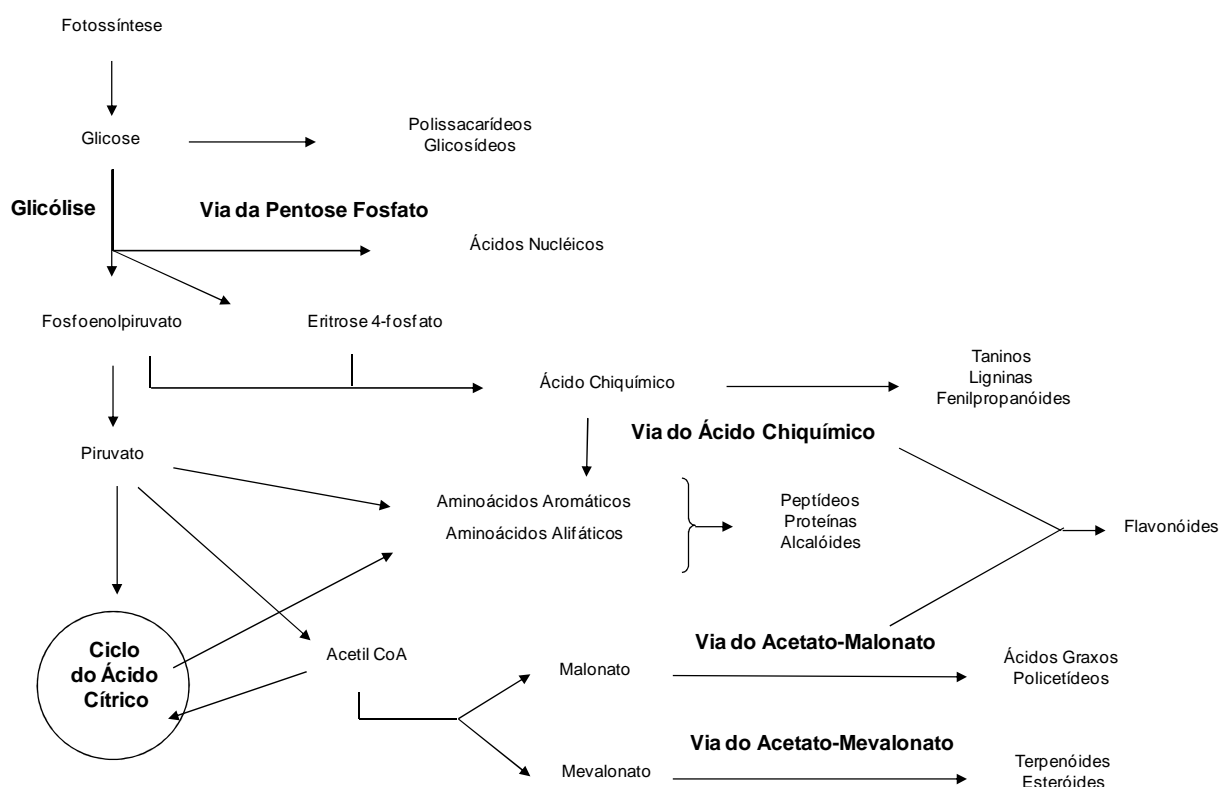 Fotossíntese
Glicose
Polissacarídeos
Glicosídeos
Glicólise
Via da Pentose Fosfato
Ácidos Nucléicos
Fosfoenolpiruvato
Eritrose 4-fosfato
Ácido Chiquímico
Taninos
Ligninas
Fenilpropanóides
Via do Ácido Chiquímico
Piruvato
Aminoácidos Aromáticos
Aminoácidos Alifáticos
Peptídeos
Proteínas
Alcalóides
Flavonóides
Ciclo
do Ácido
Cítrico
Acetil CoA
Via do Acetato-Malonato
Malonato
Ácidos Graxos
Policetídeos
Via do Acetato-Mevalonato
Mevalonato
Terpenóides
Esteróides